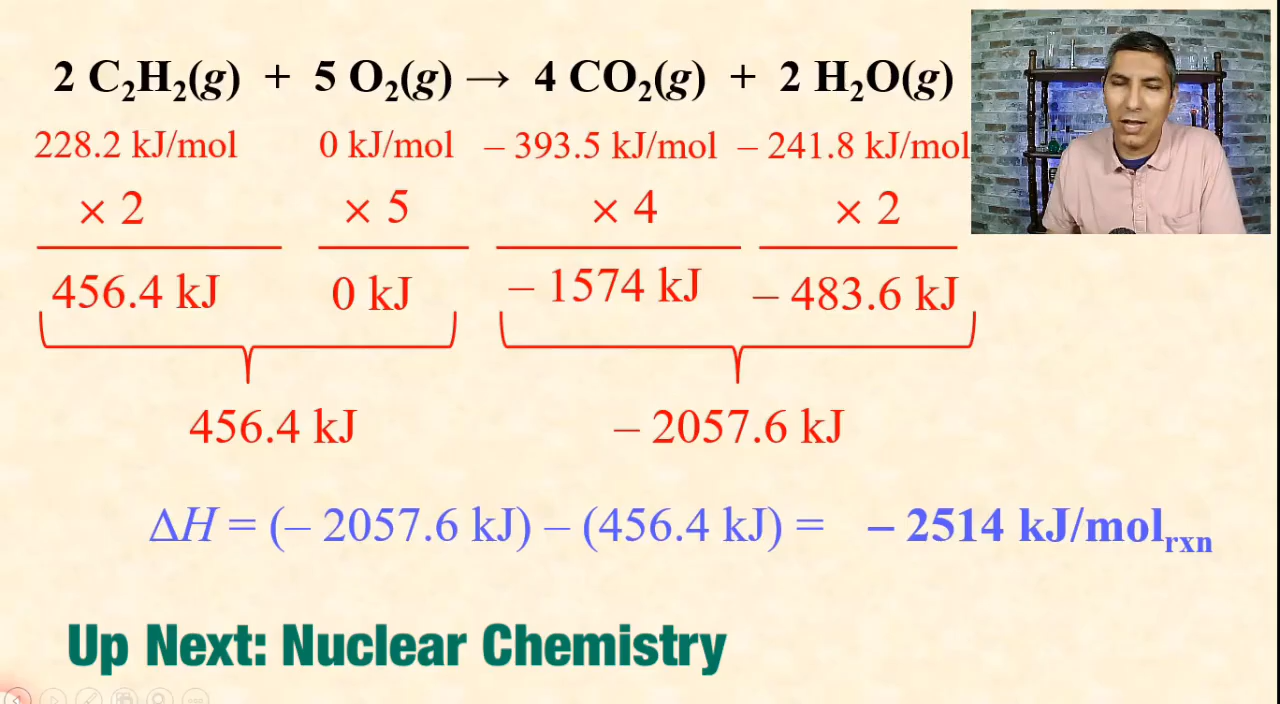 2 C₂H₂(g) + 5 O₂(g) → 4 CO₂(g) + 2 H₂O(g)
228.2 kJ/mol 0 kJ/mol – 393.5 kJ/mol – 241.8 kJ/mol
× 2 × 5 × 4 × 2
456.4 kJ 0 kJ – 1574 kJ – 483.6 kJ
456.4 kJ – 2057.6 kJ
ΔH = (– 2057.6 kJ) – (456.4 kJ) = – 2514 kJ/molᵣₓₙ
Up Next: Nuclear Chemistry